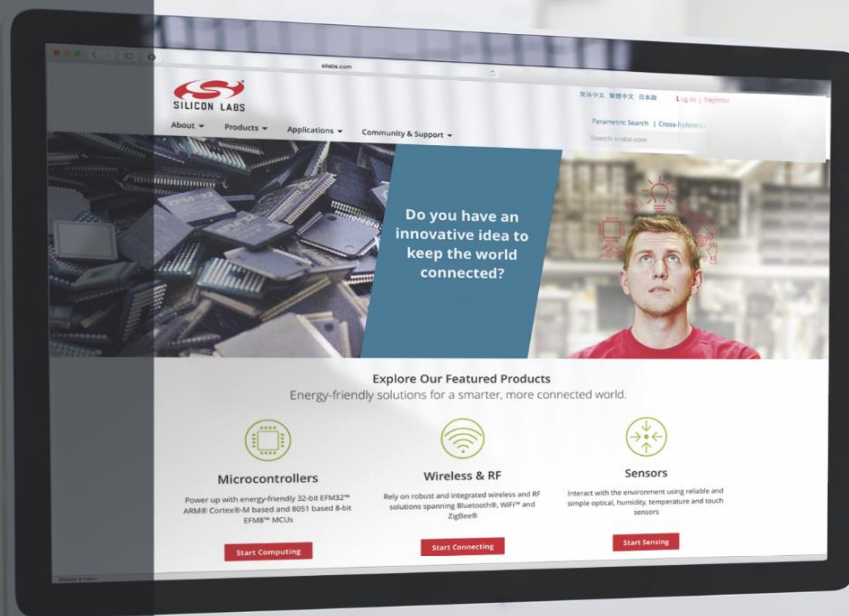 silabs.com
SILICON LABS
简体中文 繁體中文 日本語
Log in | Register
About Products Applications Community & Support
Parametric Search | Cross-Reference
Search silabs.com
Do you have an
innovative idea to
keep the world
connected?
Explore Our Featured Products
Energy-friendly solutions for a smarter, more connected world.
Microcontrollers
Power up with energy-friendly 32-bit EFM32™
ARM® Cortex®-M based and 8051 based 8-bit
EFM8™ MCUs
Start Computing
Wireless & RF
Rely on robust and integrated wireless and RF
solutions spanning Bluetooth®, WiFi™ and
ZigBee®
Start Connecting
Sensors
Interact with the environment using reliable and
simple optical, humidity, temperature and touch
sensors
Start Sensing
Display a menu